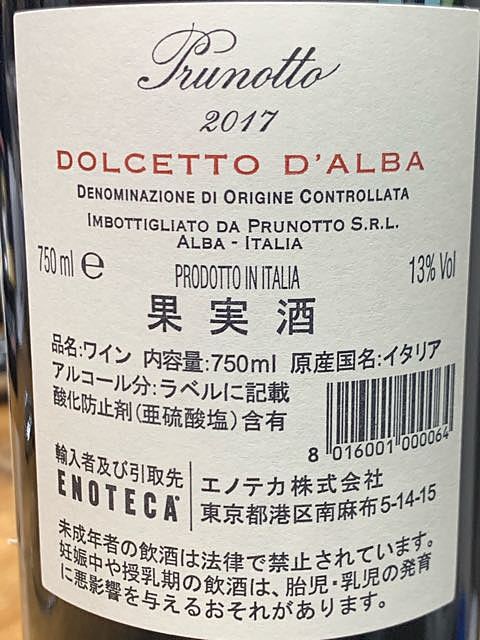 Prunotto
2017
DOLCETTO D'ALBA
DENOMINAZIONE DI ORIGINE CONTROLLATA
IMBOTTIGLIATO DA PRUNOTTO S.R.L.
ALBA - ITALIA
750 ml e PRODOTTO IN ITALIA 13% Vol
果実酒
品名:ワイン 内容量:750ml 原産国名:イタリア
アルコール分:ラベルに記載
酸化防止剤(亜硫酸塩)含有
8 016001 000064
輸入者及び引取先
ENOTECA
エノテカ株式会社
東京都港区南麻布5-14-15
未成年者の飲酒は法律で禁止されています。
妊娠中や授乳期の飲酒は、胎児・乳児の発育
に悪影響を与えるおそれがあります。